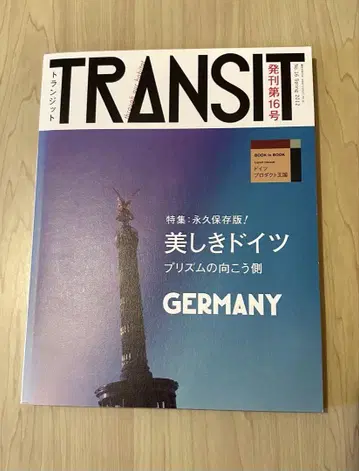 トランジット
TRANSIT
発刊第16号
No.16 Spring 2012
BOOK in BOOK
ドイツ
プロダクト王国
特集:永久保存版!
美しきドイツ
プリズムの向こう側
GERMANY